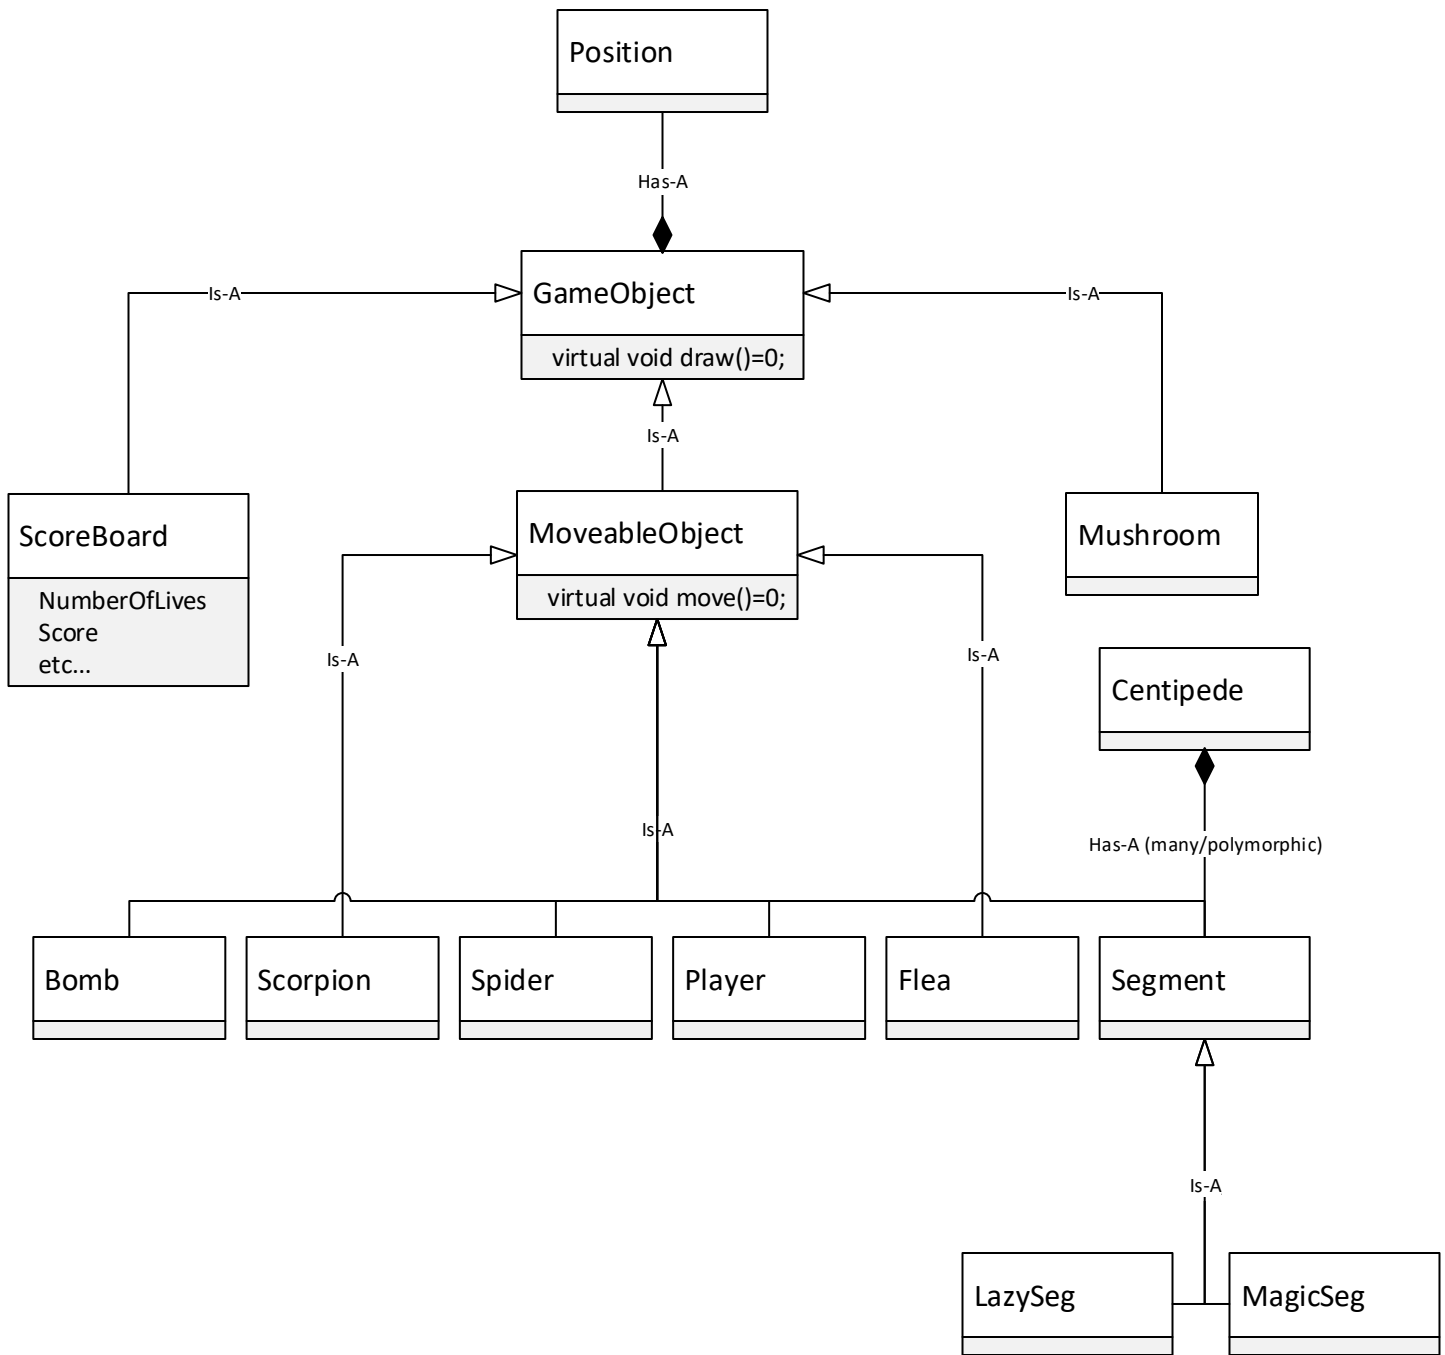 Position
Has-A
Is-A
GameObject
Is-A
virtual void draw()=0;
Is-A
ScoreBoard
MoveableObject
Mushroom
NumberOfLives
Score
etc...
virtual void move()=0;
Is-A
Is-A
Centipede
Is-A
Has-A (many/polymorphic)
Bomb
Scorpion
Spider
Player
Flea
Segment
Is-A
LazySeg
MagicSeg